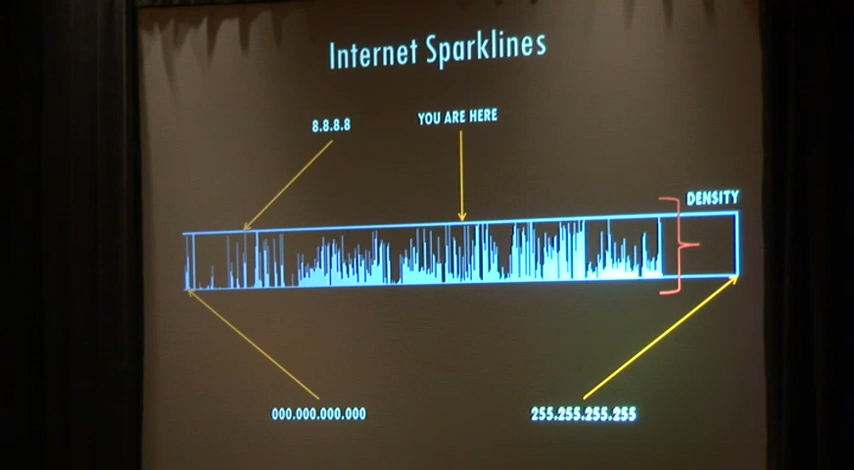 Internet Sparklines
8.8.8.8
YOU ARE HERE
DENSITY
000.000.000.000
255.255.255.255